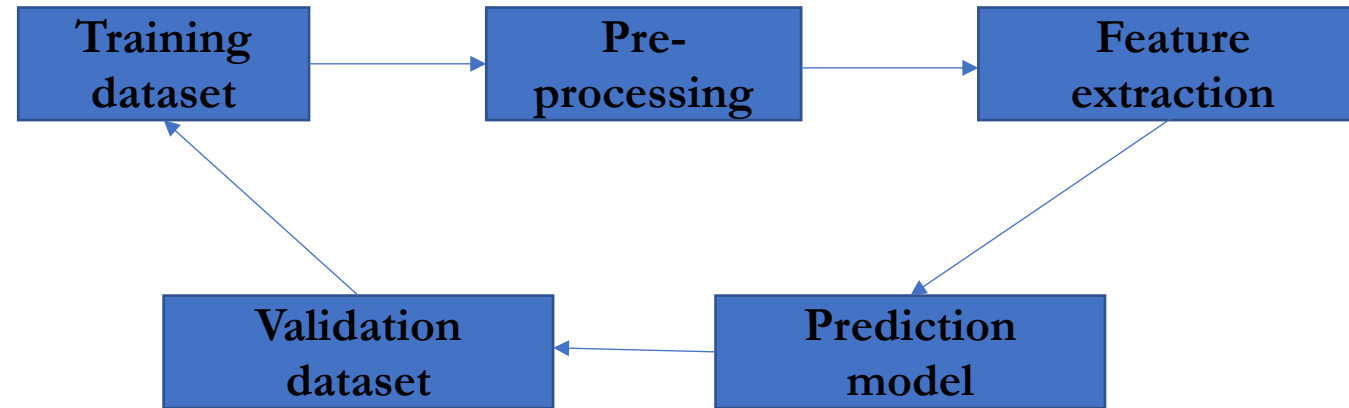 Training
dataset
Pre-
processing
Feature
extraction
Validation
dataset
Prediction
model